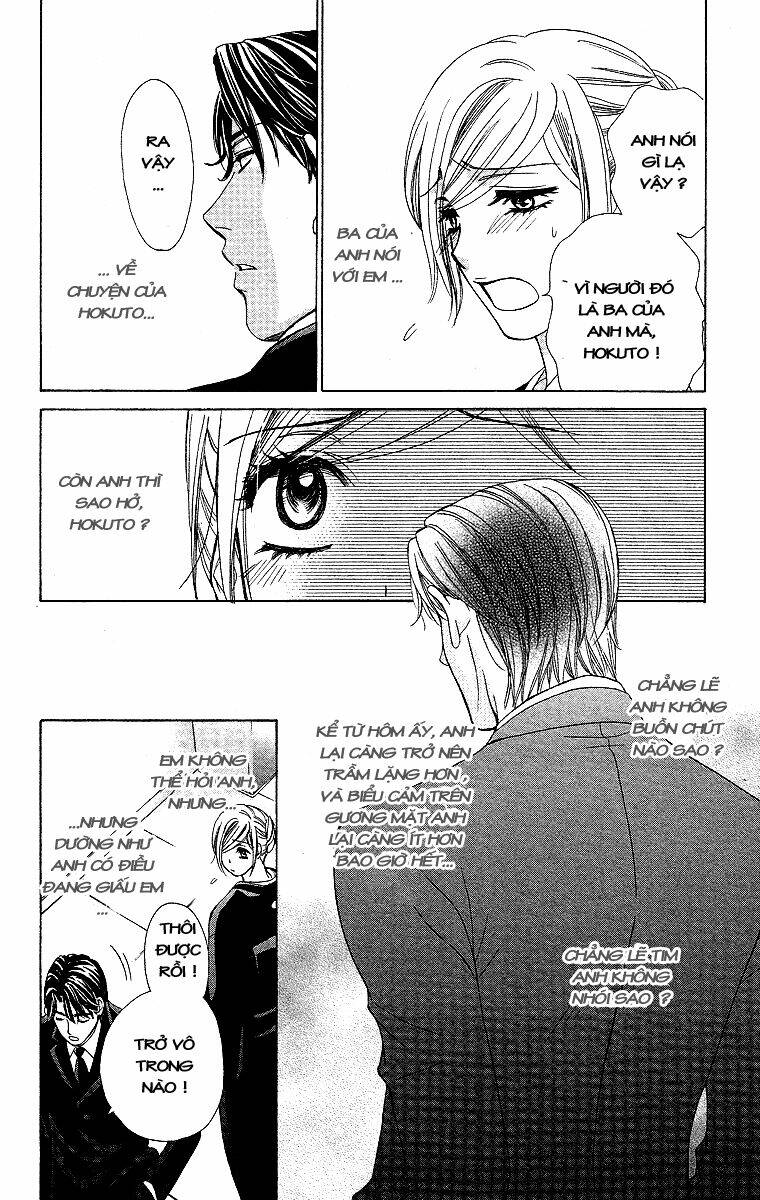 ANH NÓI
GÌ LẠ
VẬY ?
VÌ NGƯỜI ĐÓ
LÀ BA CỦA
ANH MÀ,
HOKUTO !
BA CỦA
ANH NÓI
VỚI EM ...
RA
VẬY
...
... VỀ
CHUYỆN CỦA
HOKUTO...
CÒN ANH THÌ
SAO HỞ,
HOKUTO ?
CHẲNG LẼ
ANH KHÔNG
BUỒN CHÚT
NÀO SAO ?
KỂ TỪ HÔM ẤY, ANH
LẠI CÀNG TRỞ NÊN
TRẦM LẶNG HƠN ,
VÀ BIỂU CẢM TRÊN
GƯƠNG MẶT ANH
LẠI CÀNG ÍT HƠN
BAO GIỜ HẾT...
CHẲNG LẼ TIM
ANH KHÔNG
NHÓI SAO ?
EM KHÔNG
THỂ HỎI ANH,
NHƯNG...
...NHƯNG
DƯỜNG NHƯ
ANH CÓ ĐIỀU
ĐANG GIẤU EM
...
THÔI
ĐƯỢC
RỒI !
TRỞ VÔ
TRONG
NÀO !